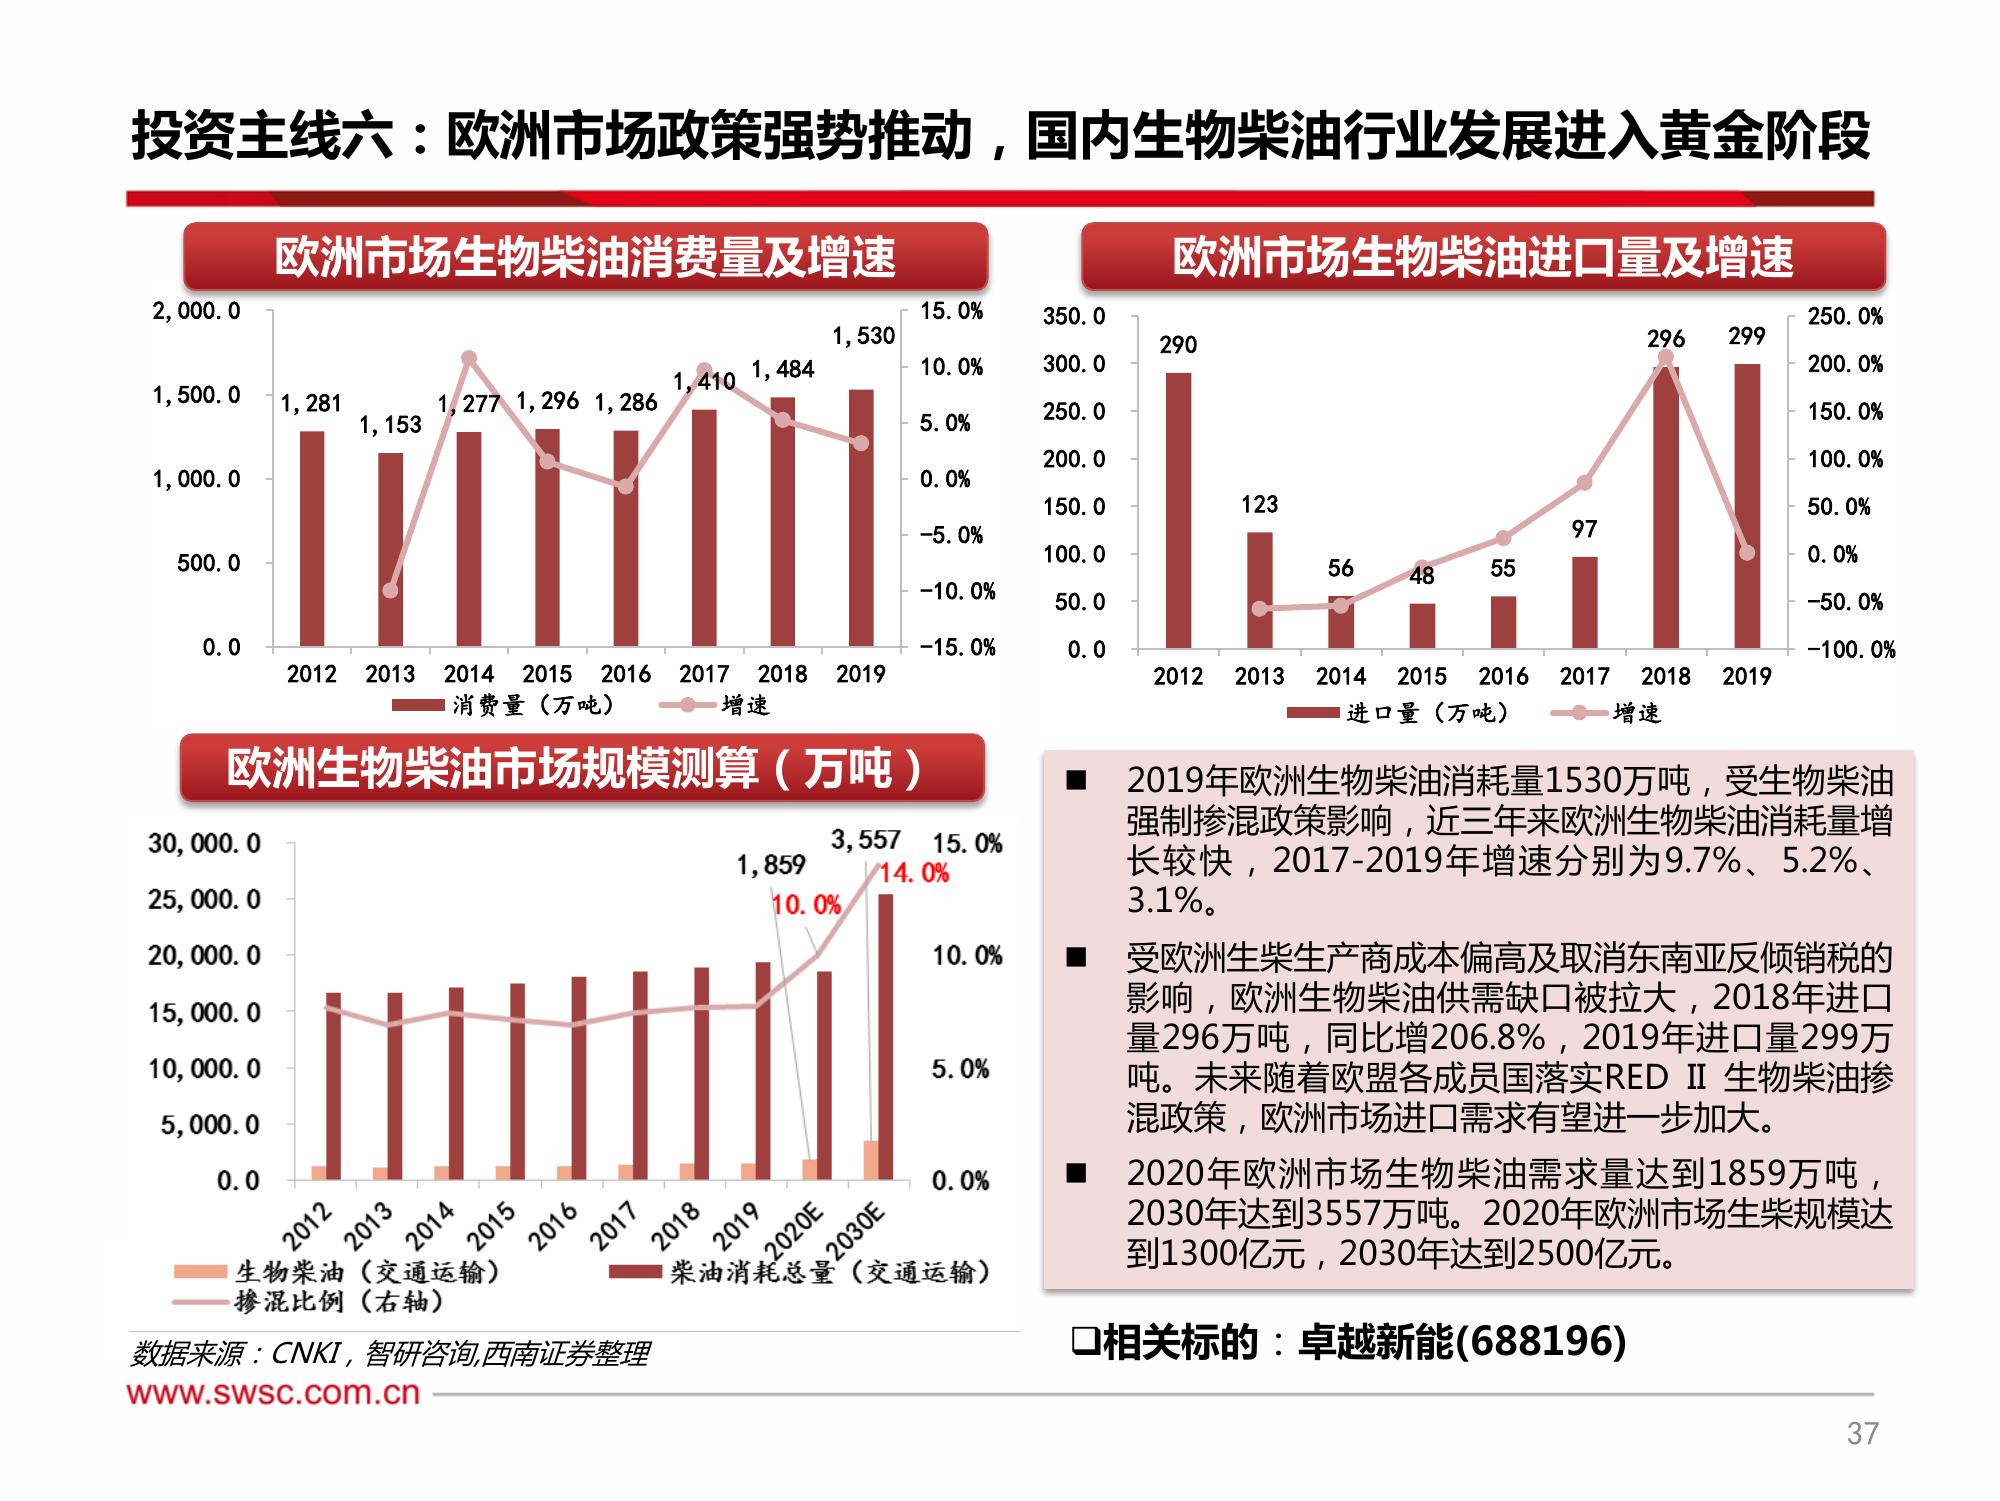 投资主线六：欧洲市场政策强势推动，国内生物柴油行业发展进入黄金阶段
欧洲市场生物柴油消费量及增速
2,000.0
1,500.0
1,000.0
500.0
0.0
15.0%
10.0%
5.0%
0.0%
-5.0%
-10.0%
-15.0%
1,281
1,153
1,277
1,296
1,286
1,410
1,484
1,530
2012 2013 2014 2015 2016 2017 2018 2019
消费量（万吨） 增速
欧洲市场生物柴油进口量及增速
350.0
300.0
250.0
200.0
150.0
100.0
50.0
0.0
250.0%
200.0%
150.0%
100.0%
50.0%
0.0%
-50.0%
-100.0%
290
123
56
48
55
97
296
299
2012 2013 2014 2015 2016 2017 2018 2019
进口量（万吨） 增速
欧洲生物柴油市场规模测算（万吨）
30,000.0
25,000.0
20,000.0
15,000.0
10,000.0
5,000.0
0.0
15.0%
10.0%
5.0%
0.0%
1,859
3,557
10.0%
14.0%
2012 2013 2014 2015 2016 2017 2018 2019 2020E 2030E
生物柴油（交通运输） 柴油消耗总量（交通运输）
掺混比例（右轴）
■ 2019年欧洲生物柴油消耗量1530万吨，受生物柴油
强制掺混政策影响，近三年来欧洲生物柴油消耗量增
长较快，2017-2019年增速分别为9.7%、5.2%、
3.1%。
■ 受欧洲生柴生产商成本偏高及取消东南亚反倾销税的
影响，欧洲生物柴油供需缺口被拉大，2018年进口
量296万吨，同比增206.8%，2019年进口量299万
吨。未来随着欧盟各成员国落实RED Ⅱ 生物柴油掺
混政策，欧洲市场进口需求有望进一步加大。
■ 2020年欧洲市场生物柴油需求量达到1859万吨，
2030年达到3557万吨。2020年欧洲市场生柴规模达
到1300亿元，2030年达到2500亿元。
❑相关标的：卓越新能(688196)
数据来源：CNKI，智研咨询,西南证券整理
www.swsc.com.cn
37